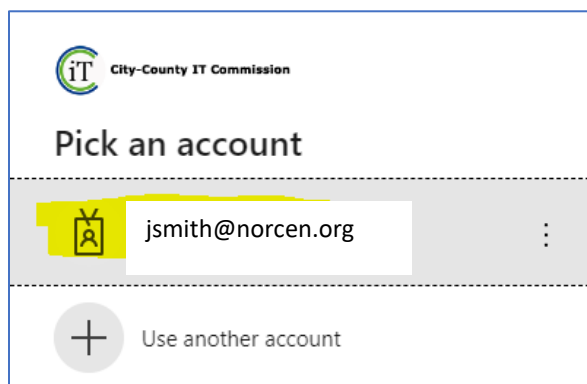 iT City-County IT Commission
Pick an account
jsmith@norcen.org
Use another account